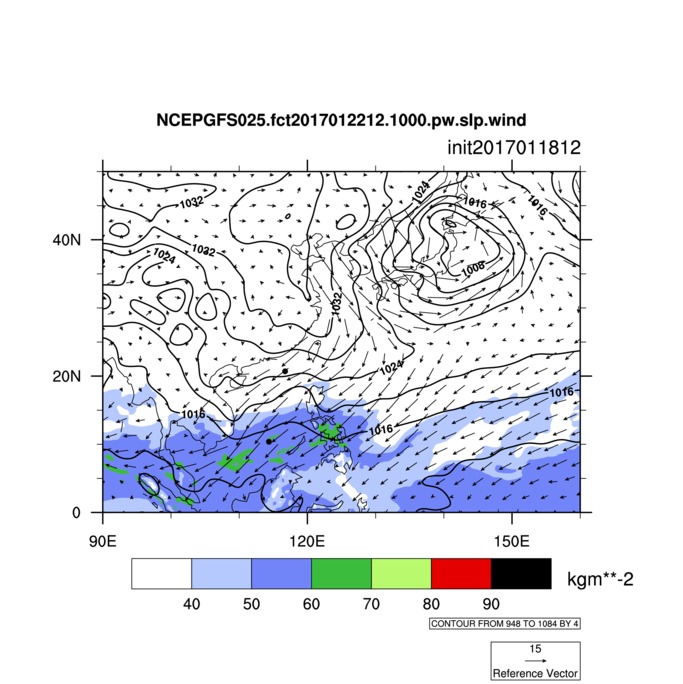 NCEPGFS025.fct2017012212.1000.pw.slp.wind
init2017011812
1032
1024
1016
1016
1032
1024
40N
1008
1032
1024
20N
1016
1016
1016
0
90E 120E 150E
kgm**-2
40 50 60 70 80 90
CONTOUR FROM 948 TO 1084 BY 4
15
Reference Vector